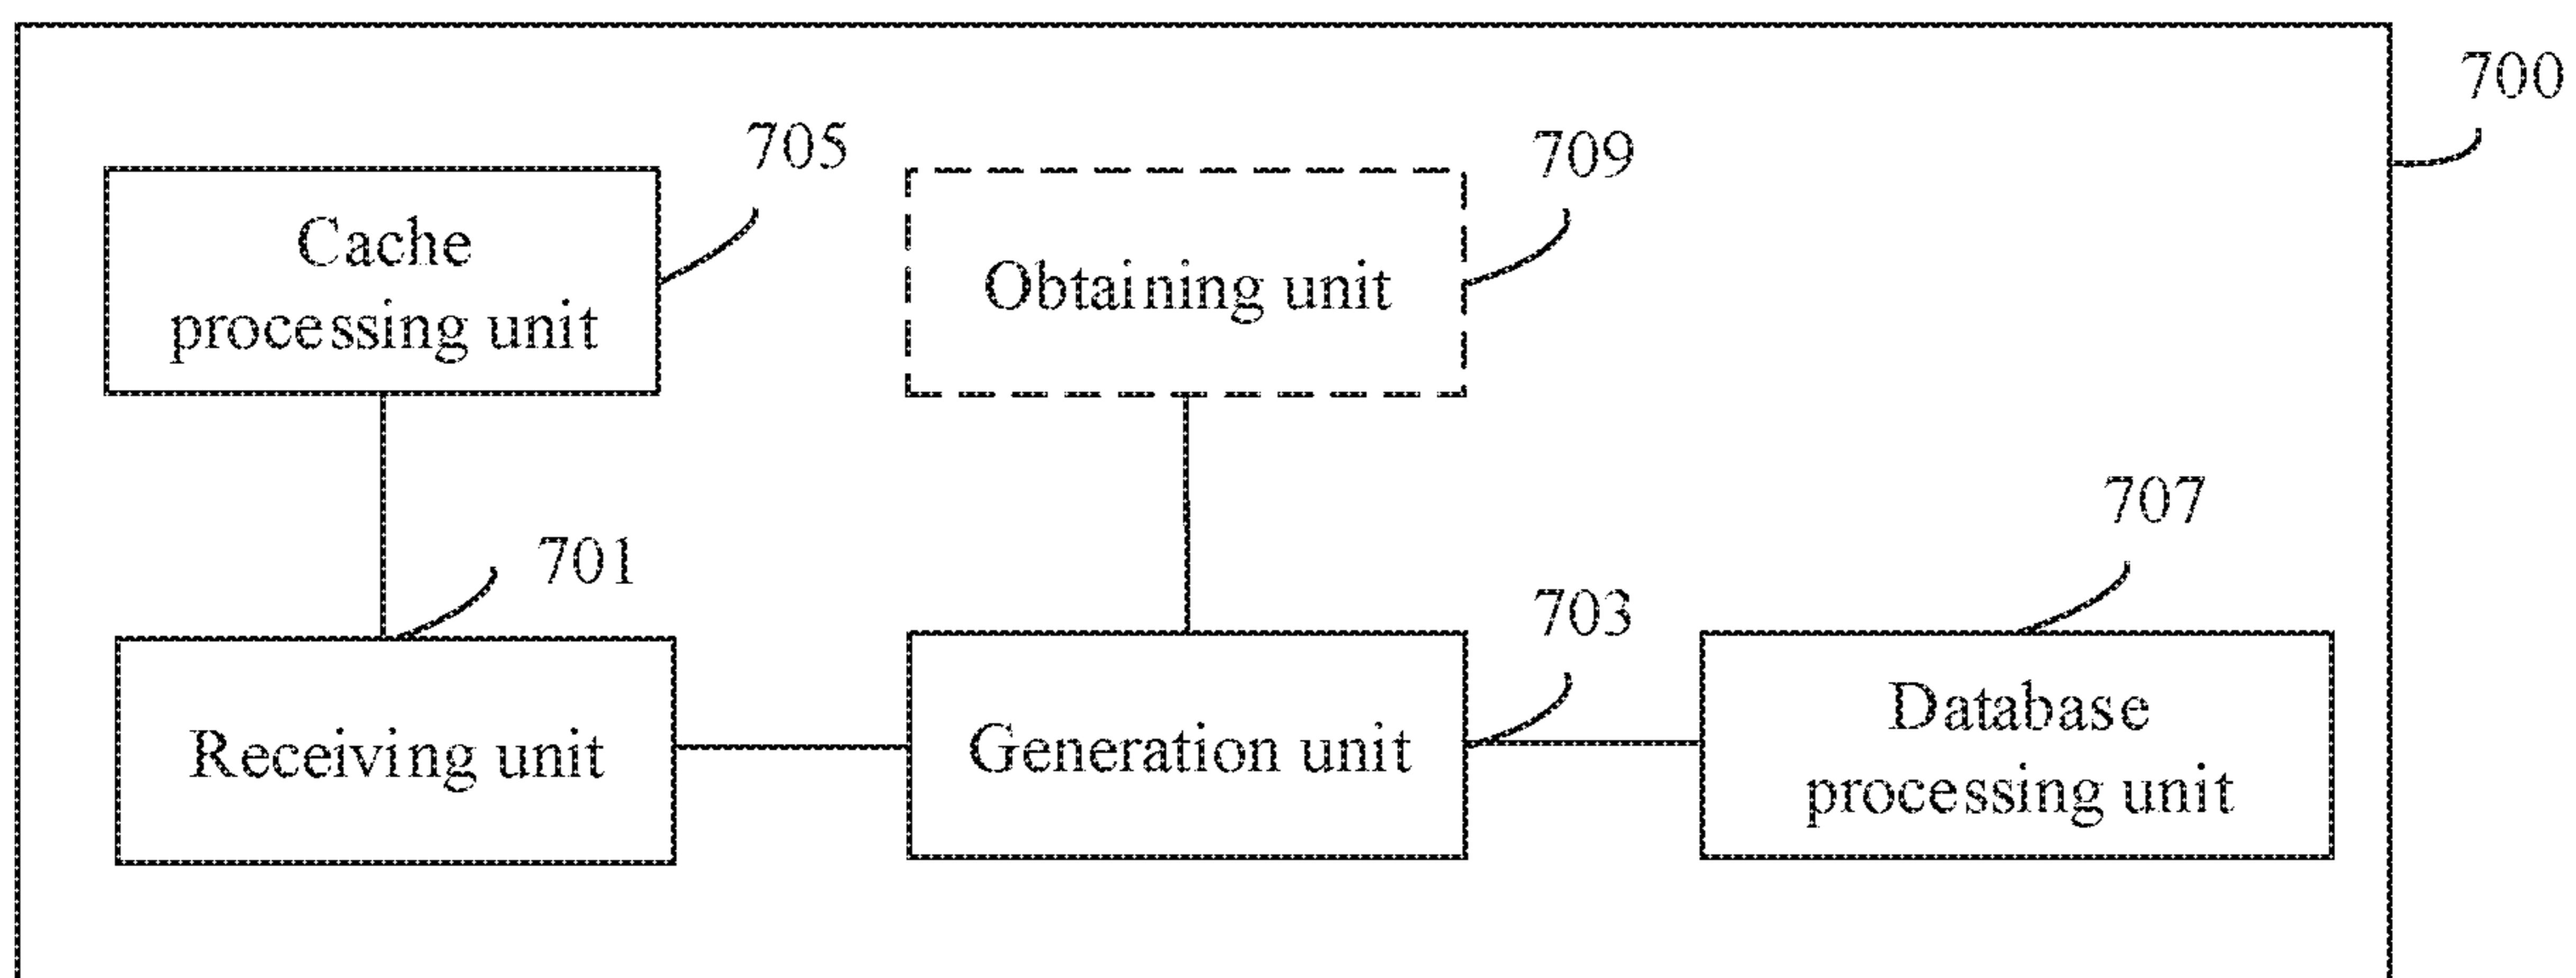 700
705
Cache
processing unit
709
Obtaining unit
701
Receiving unit
703
Generation unit
707
Database
processing unit